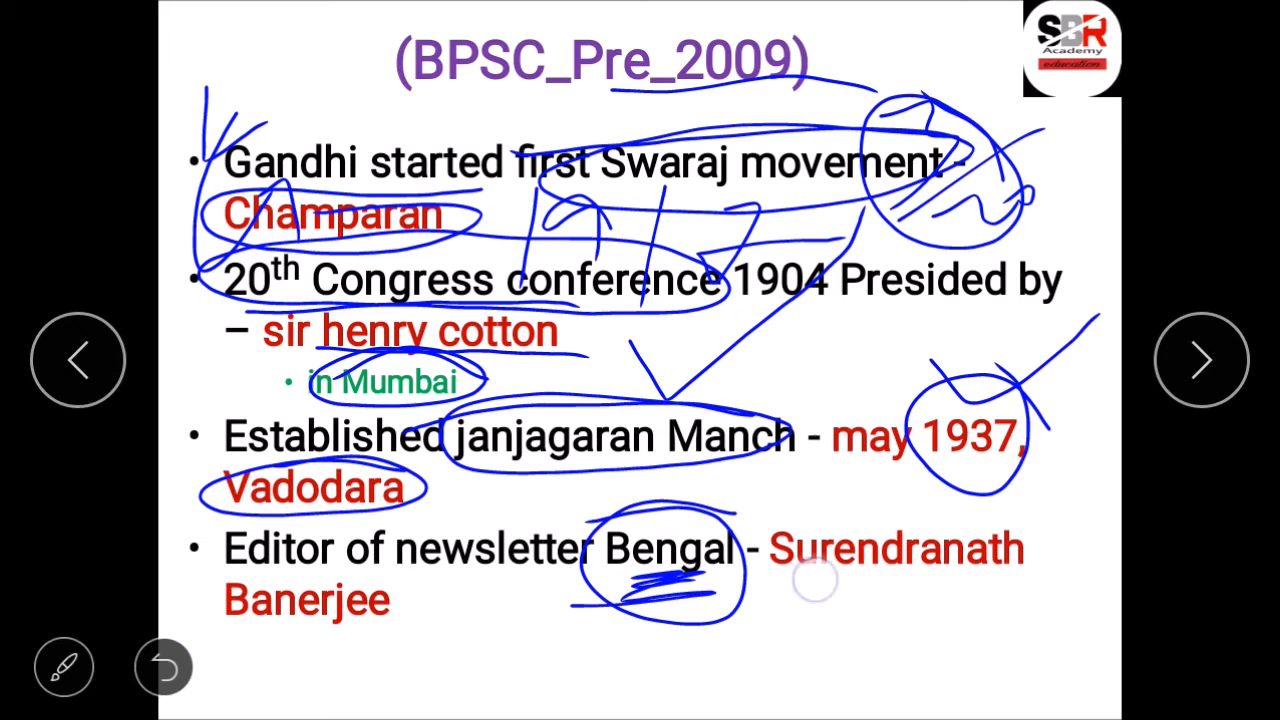 (BPSC_Pre_2009)
SBR
Academy
education
• Gandhi started first Swaraj movement -
Champaran
1917
• 20th Congress conference 1904 Presided by
– sir henry cotton
• in Mumbai
• Established janjagaran Manch - may 1937,
Vadodara
• Editor of newsletter Bengal - Surendranath
Banerjee